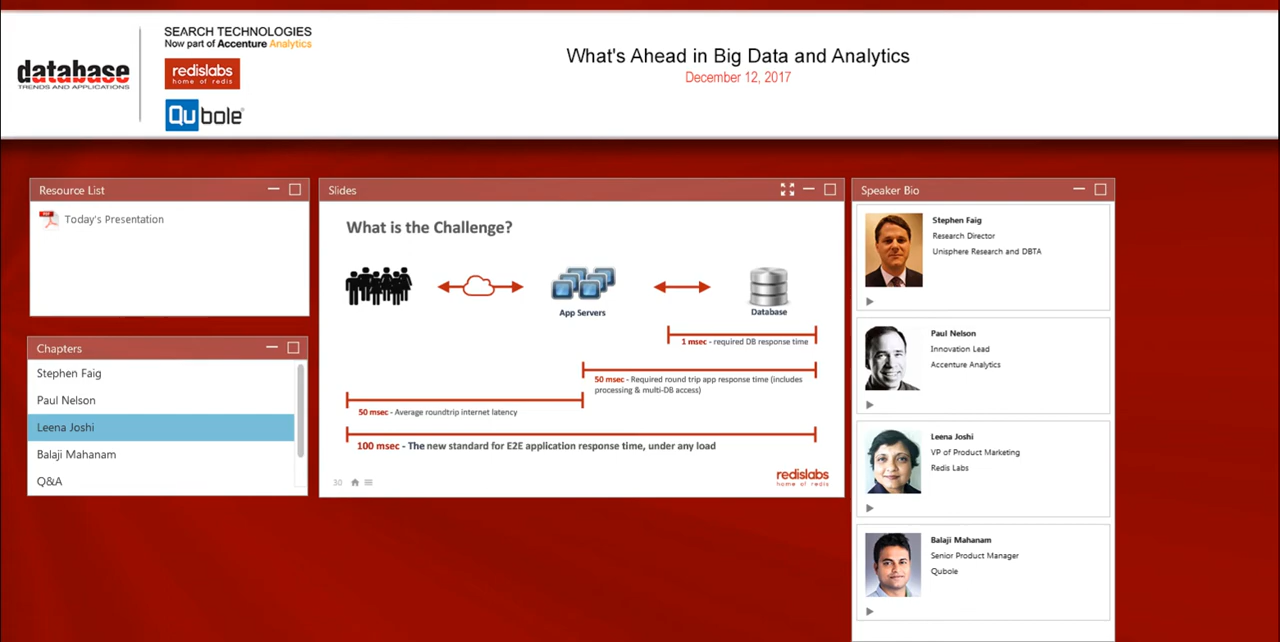 database
TRENDS AND APPLICATIONS
SEARCH TECHNOLOGIES
Now part of Accenture Analytics
redislabs
home of redis
Qubole
What's Ahead in Big Data and Analytics
December 12, 2017
Resource List
PDF
Today's Presentation
Chapters
Stephen Faig
Paul Nelson
Leena Joshi
Balaji Mahanam
Q&A
Slides
What is the Challenge?
App Servers
Database
1 msec - required DB response time
50 msec - Required round trip app response time (includes
processing & multi-DB access)
50 msec - Average roundtrip internet latency
100 msec - The new standard for E2E application response time, under any load
30
redislabs
home of redis
Speaker Bio
Stephen Faig
Research Director
Unisphere Research and DBTA
Paul Nelson
Innovation Lead
Accenture Analytics
Leena Joshi
VP of Product Marketing
Redis Labs
Balaji Mahanam
Senior Product Manager
Qubole